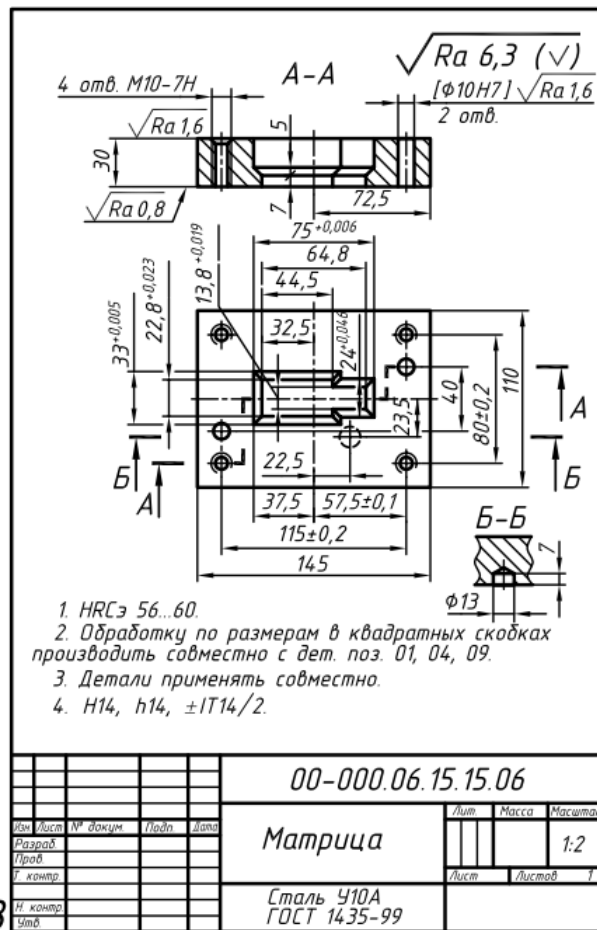 Ra 6,3 (√)
А-А
4 отв. М10-7Н
[Ф10Н7] Ra 1,6
2 отв.
Ra 1,6
5
30
7
Ra 0,8
72,5
75+0,006
64,8
44,5
32,5
13,8+0,019
22,8+0,023
33+0,005
24+0,046
23,5
40
80±0,2
110
А
Б
Б
А
22,5
37,5
57,5±0,1
115±0,2
145
Б-Б
7
Ф13
1. HRCэ 56...60.
2. Обработку по размерам в квадратных скобках
производить совместно с дет. поз. 01, 04, 09.
3. Детали применять совместно.
4. Н14, h14, ±IT14/2.
00-000.06.15.15.06
Матрица
Лит. Масса Масштаб
1:2
Изм. Лист № докум. Подп. Дата
Разраб.
Пров.
Т. контр.
Лист Листов 1
Н. контр.
Утв.
Сталь У10А
ГОСТ 1435-99